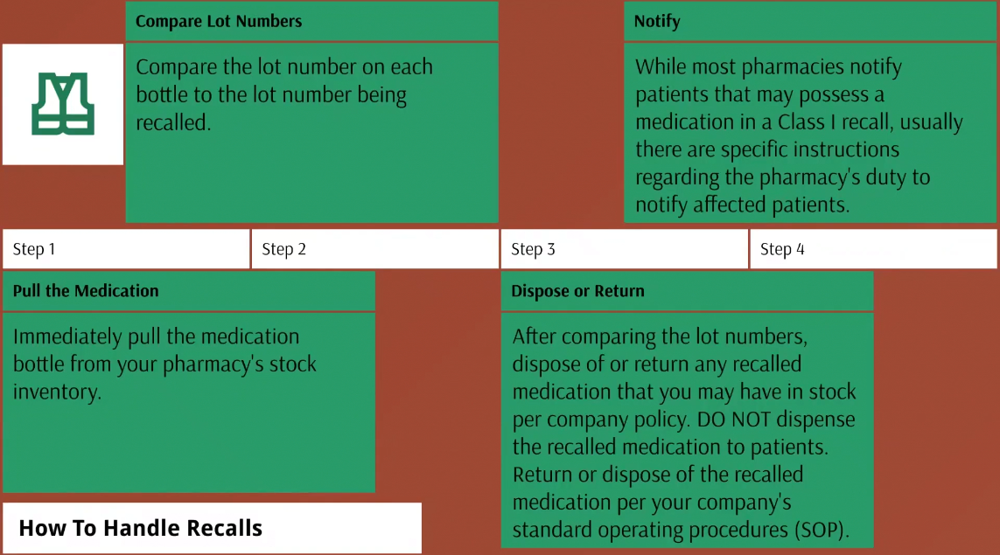 How To Handle Recalls
Step 1
Pull the Medication
Immediately pull the medication
bottle from your pharmacy's stock
inventory.
Step 2
Compare Lot Numbers
Compare the lot number on each
bottle to the lot number being
recalled.
Step 3
Dispose or Return
After comparing the lot numbers,
dispose of or return any recalled
medication that you may have in stock
per company policy. DO NOT dispense
the recalled medication to patients.
Return or dispose of the recalled
medication per your company's
standard operating procedures (SOP).
Step 4
Notify
While most pharmacies notify
patients that may possess a
medication in a Class I recall, usually
there are specific instructions
regarding the pharmacy's duty to
notify affected patients.